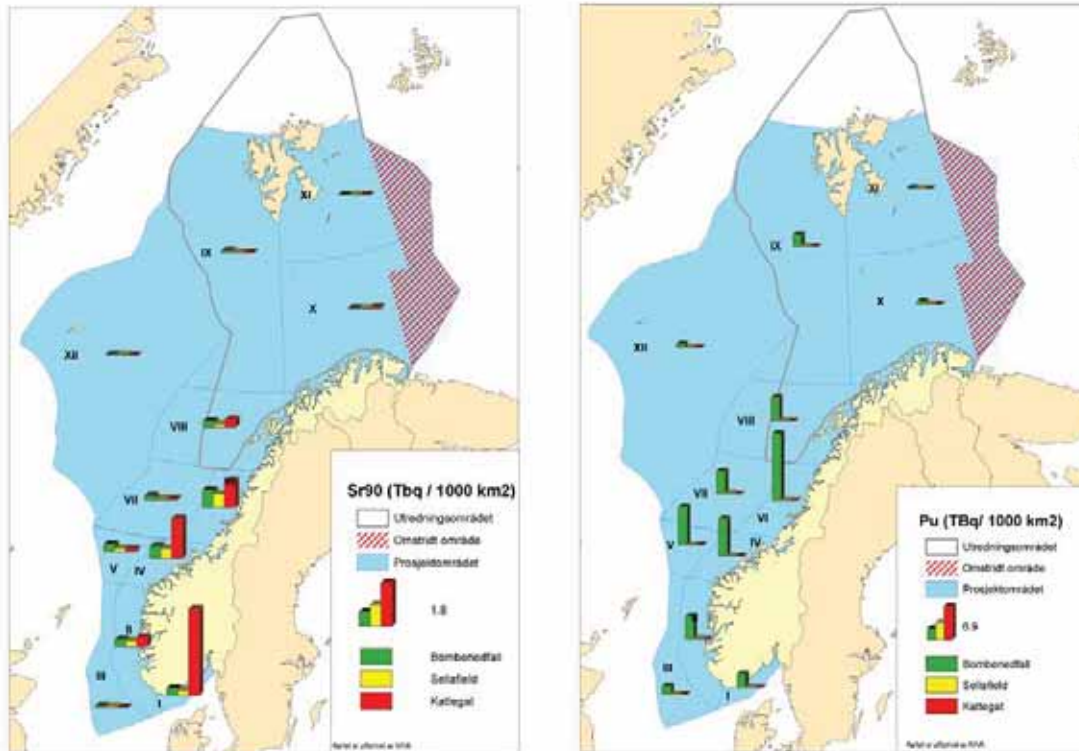 XI
IX
X
XII
VIII
VII
V
IV
II
III
I
Sr90 (Tbq / 1000 km2)
Utredningsområdet
Omstridt område
Prosjektområdet
1.8
Bombenedfall
Sellafield
Kattegat
XI
IX
X
XII
VIII
VII
VI
V
IV
III
I
Pu (TBq/ 1000 km2)
Utredningsområdet
Omstridt område
Prosjektområdet
6.9
Bombenedfall
Sellafield
Kattegat